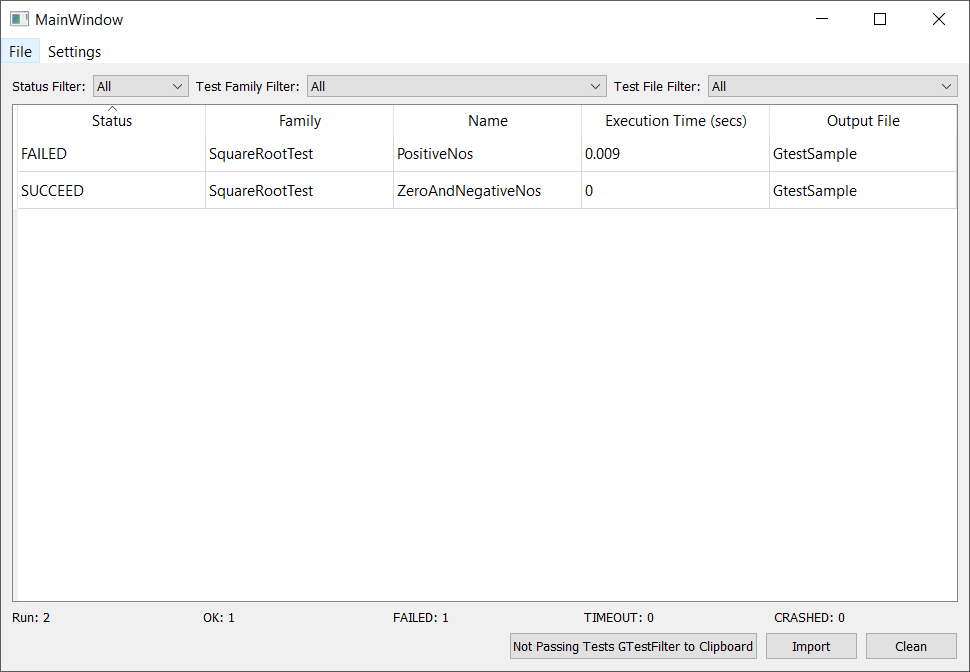 MainWindow
File Settings
Status Filter: All Test Family Filter: All Test File Filter: All
Status Family Name Execution Time (secs) Output File
FAILED SquareRootTest PositiveNos 0.009 GtestSample
SUCCEED SquareRootTest ZeroAndNegativeNos 0 GtestSample
Run: 2 OK: 1 FAILED: 1 TIMEOUT: 0 CRASHED: 0
Not Passing Tests GTestFilter to Clipboard Import Clean